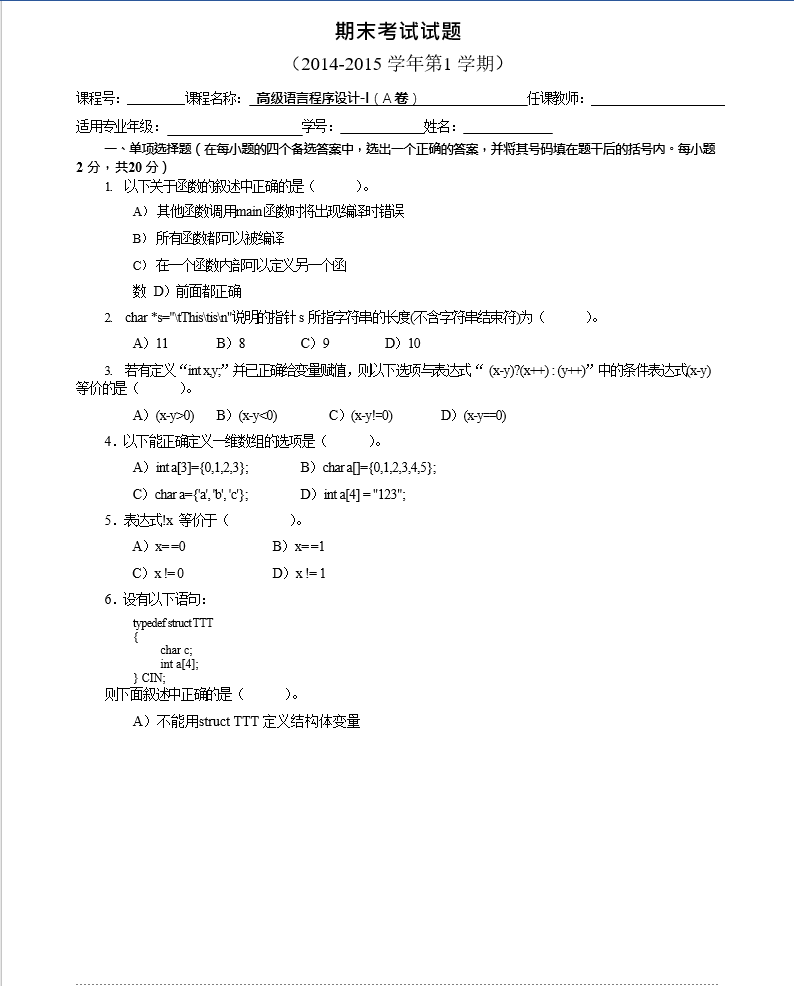 期末考试试题
（2014-2015 学年第1 学期）
课程号：________课程名称： 高级语言程序设计-I（A 卷）________任课教师：________
适用专业年级：________学号：________姓名：________
一、单项选择题（在每小题的四个备选答案中，选出一个正确的答案，并将其号码填在题干后的括号内。每小题
2 分，共20 分）
1. 以下关于函数的叙述中正确的是（ ）。
A） 其他函数调用main函数时将出现编译时错误
B） 所有函数都可以被编译
C） 在一个函数内部可以定义另一个函
数 D）前面都正确
2. char *s="\tThis\tis\n"说明的指针 s 所指字符串的长度(不含字符串结束符)为（ ）。
A）11 B）8 C）9 D）10
3. 若有定义“int x,y;”并已正确给变量赋值，则以下选项与表达式“ (x-y)?(x++) : (y++)”中的条件表达式(x-y)
等价的是（ ）。
A）(x-y>0) B）(x-y<0) C）(x-y!=0) D）(x-y==0)
4．以下能正确定义一维数组的选项是（ ）。
A）int a[3]={0,1,2,3}; B）char a[]={0,1,2,3,4,5};
C）char a={'a', 'b', 'c'}; D）int a[4] = "123";
5．表达式!x 等价于（ ）。
A）x= =0 B）x= =1
C）x != 0 D）x != 1
6．设有以下语句：
typedef struct TTT
{
char c;
int a[4];
} CIN;
则下面叙述中正确的是（ ）。
A）不能用struct TTT 定义结构体变量